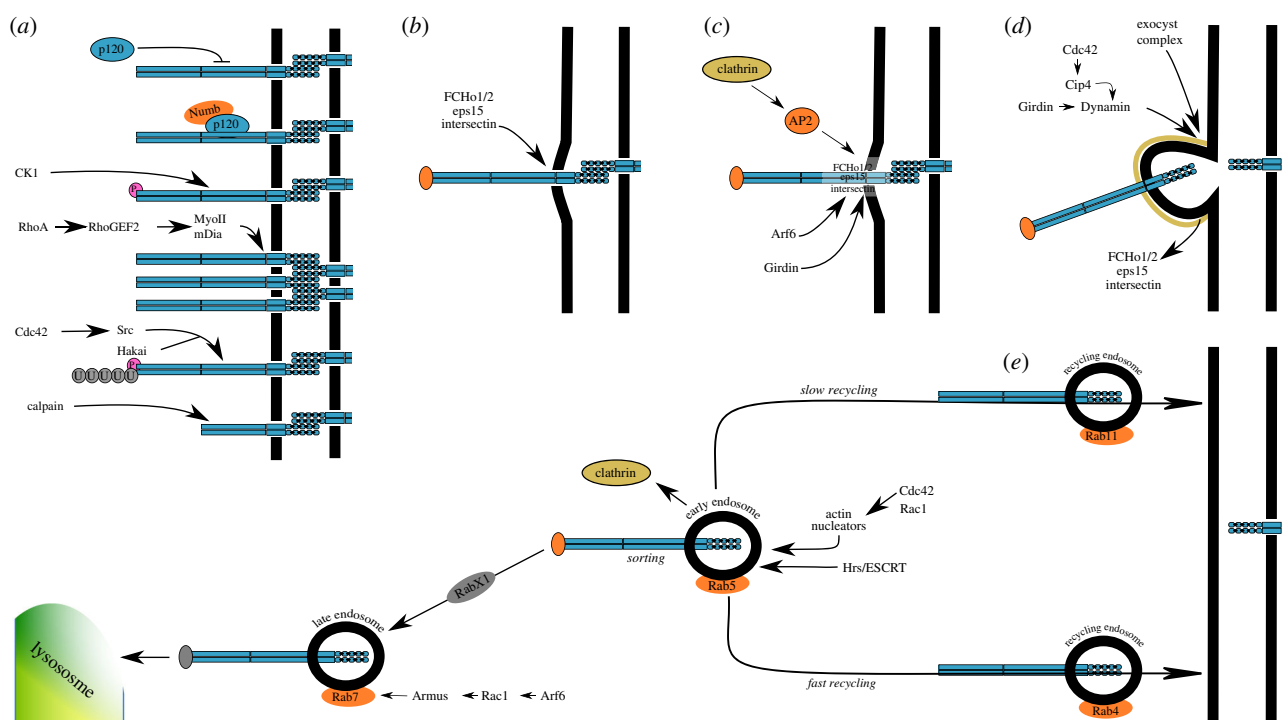 (a)
p120
Numb
p120
CK1
P
RhoA
RhoGEF2
MyoII
mDia
Cdc42
Src
Hakai
P
U U U U U
calpain
(b)
FCHo1/2
eps15
intersectin
(c)
clathrin
AP2
FCHo1/2
eps15
intersectin
Arf6
Girdin
(d)
exocyst
complex
Cdc42
Cip4
Girdin
Dynamin
FCHo1/2
eps15
intersectin
(e)
recycling endosome
slow recycling
Rab11
clathrin
early endosome
Cdc42
Rac1
actin
nucleators
sorting
Hrs/ESCRT
Rab5
RabX1
late endosome
lysososme
Rab7
Armus
Rac1
Arf6
recycling endosome
fast recycling
Rab4